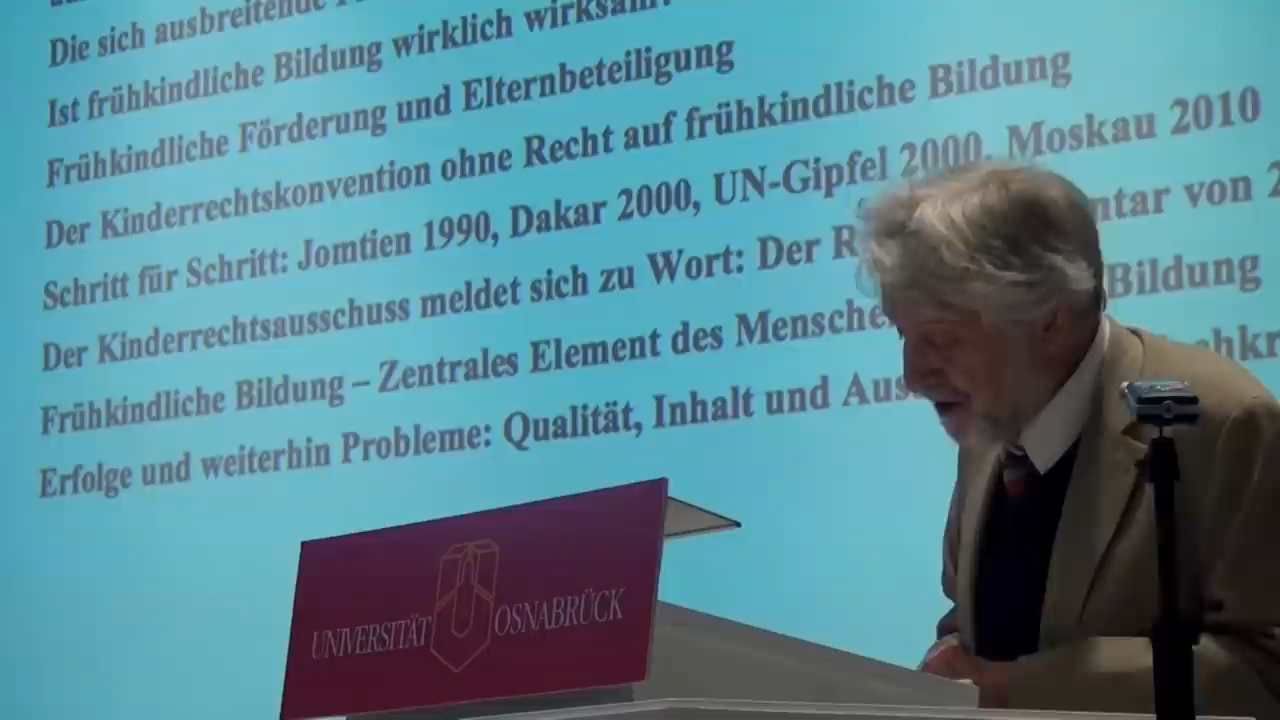 Die sich ausbreitende
Ist frühkindliche Bildung wirklich wirksam?
Frühkindliche Förderung und Elternbeteiligung
Der Kinderrechtskonvention ohne Recht auf frühkindliche Bildung
Schritt für Schritt: Jomtien 1990, Dakar 2000, UN-Gipfel 2000, Moskau 2010
Der Kinderrechtsausschuss meldet sich zu Wort: Der von
Frühkindliche Bildung – Zentrales Element des Bildung
Erfolge und weiterhin Probleme: Qualität, Inhalt und
UNIVERSITÄT OSNABRÜCK